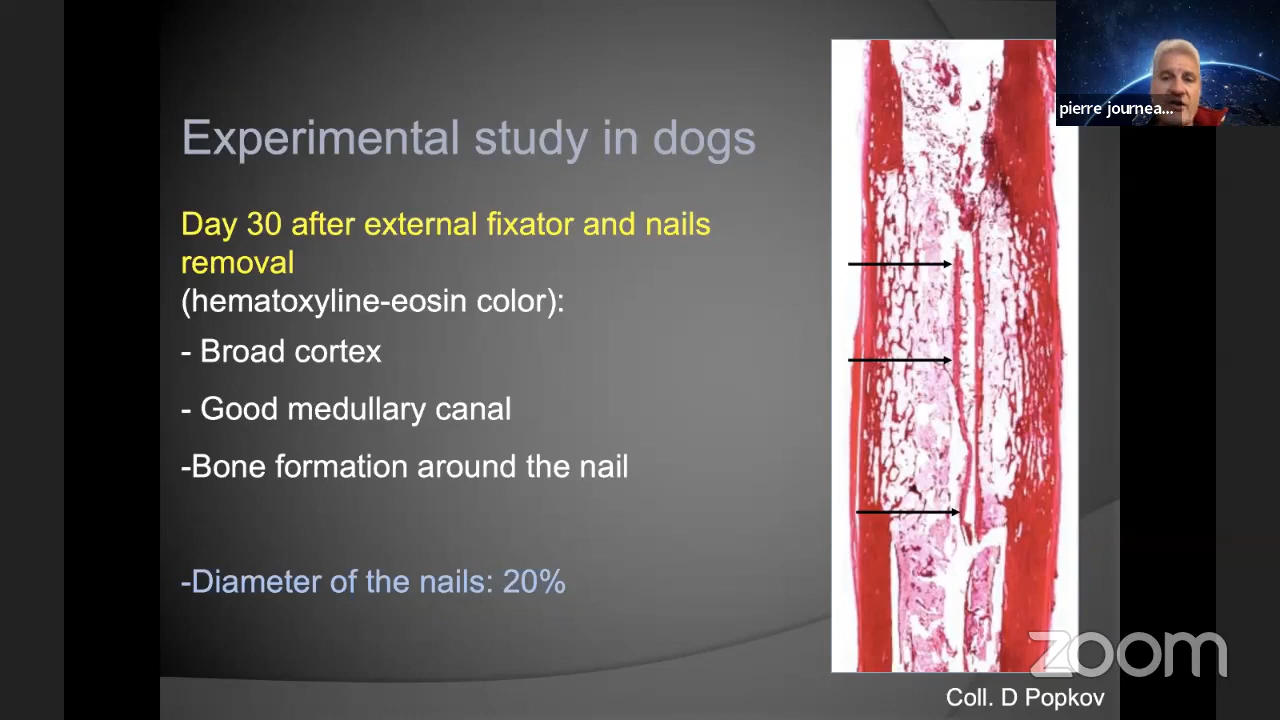 pierre journea...
Experimental study in dogs
Day 30 after external fixator and nails
removal
(hematoxyline-eosin color):
- Broad cortex
- Good medullary canal
-Bone formation around the nail
-Diameter of the nails: 20%
zoom
Coll. D Popkov